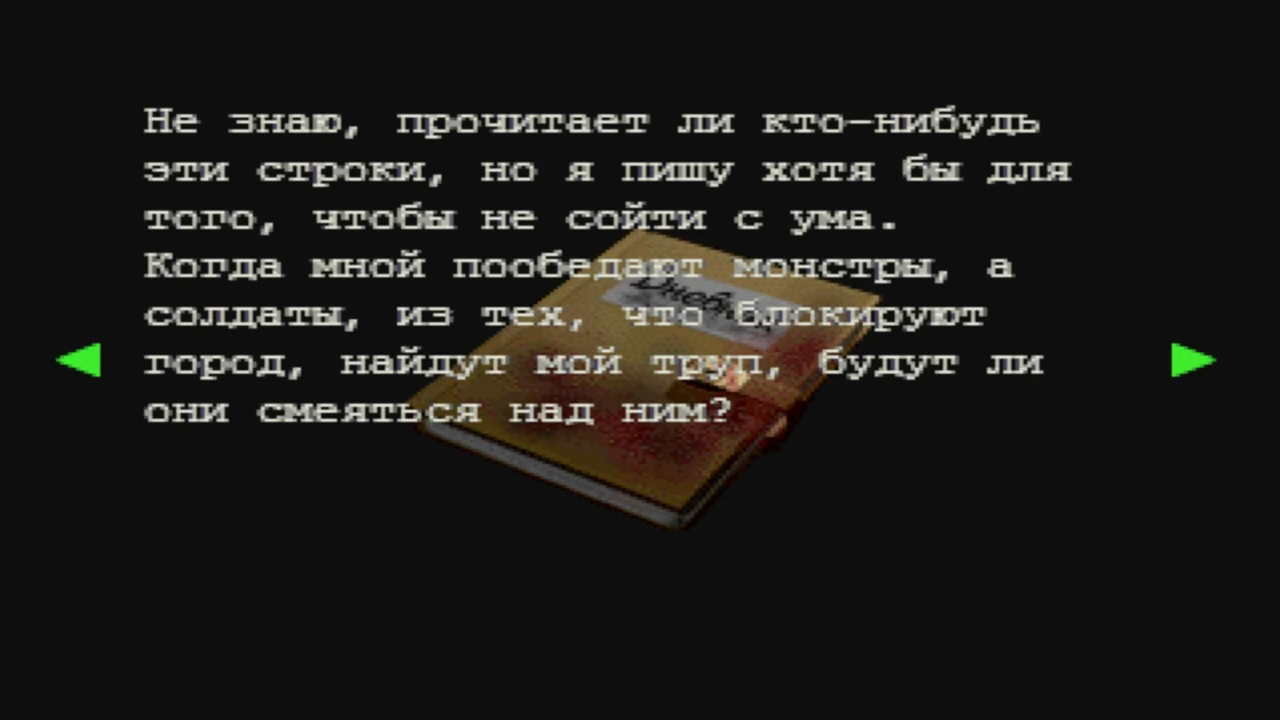 Не знаю, прочитает ли кто-нибудь
эти строки, но я пишу хотя бы для
того, чтобы не сойти с ума.
Когда мной пообедают монстры, а
солдаты, из тех, что блокируют
город, найдут мой труп, будут ли
они смеяться над ним?